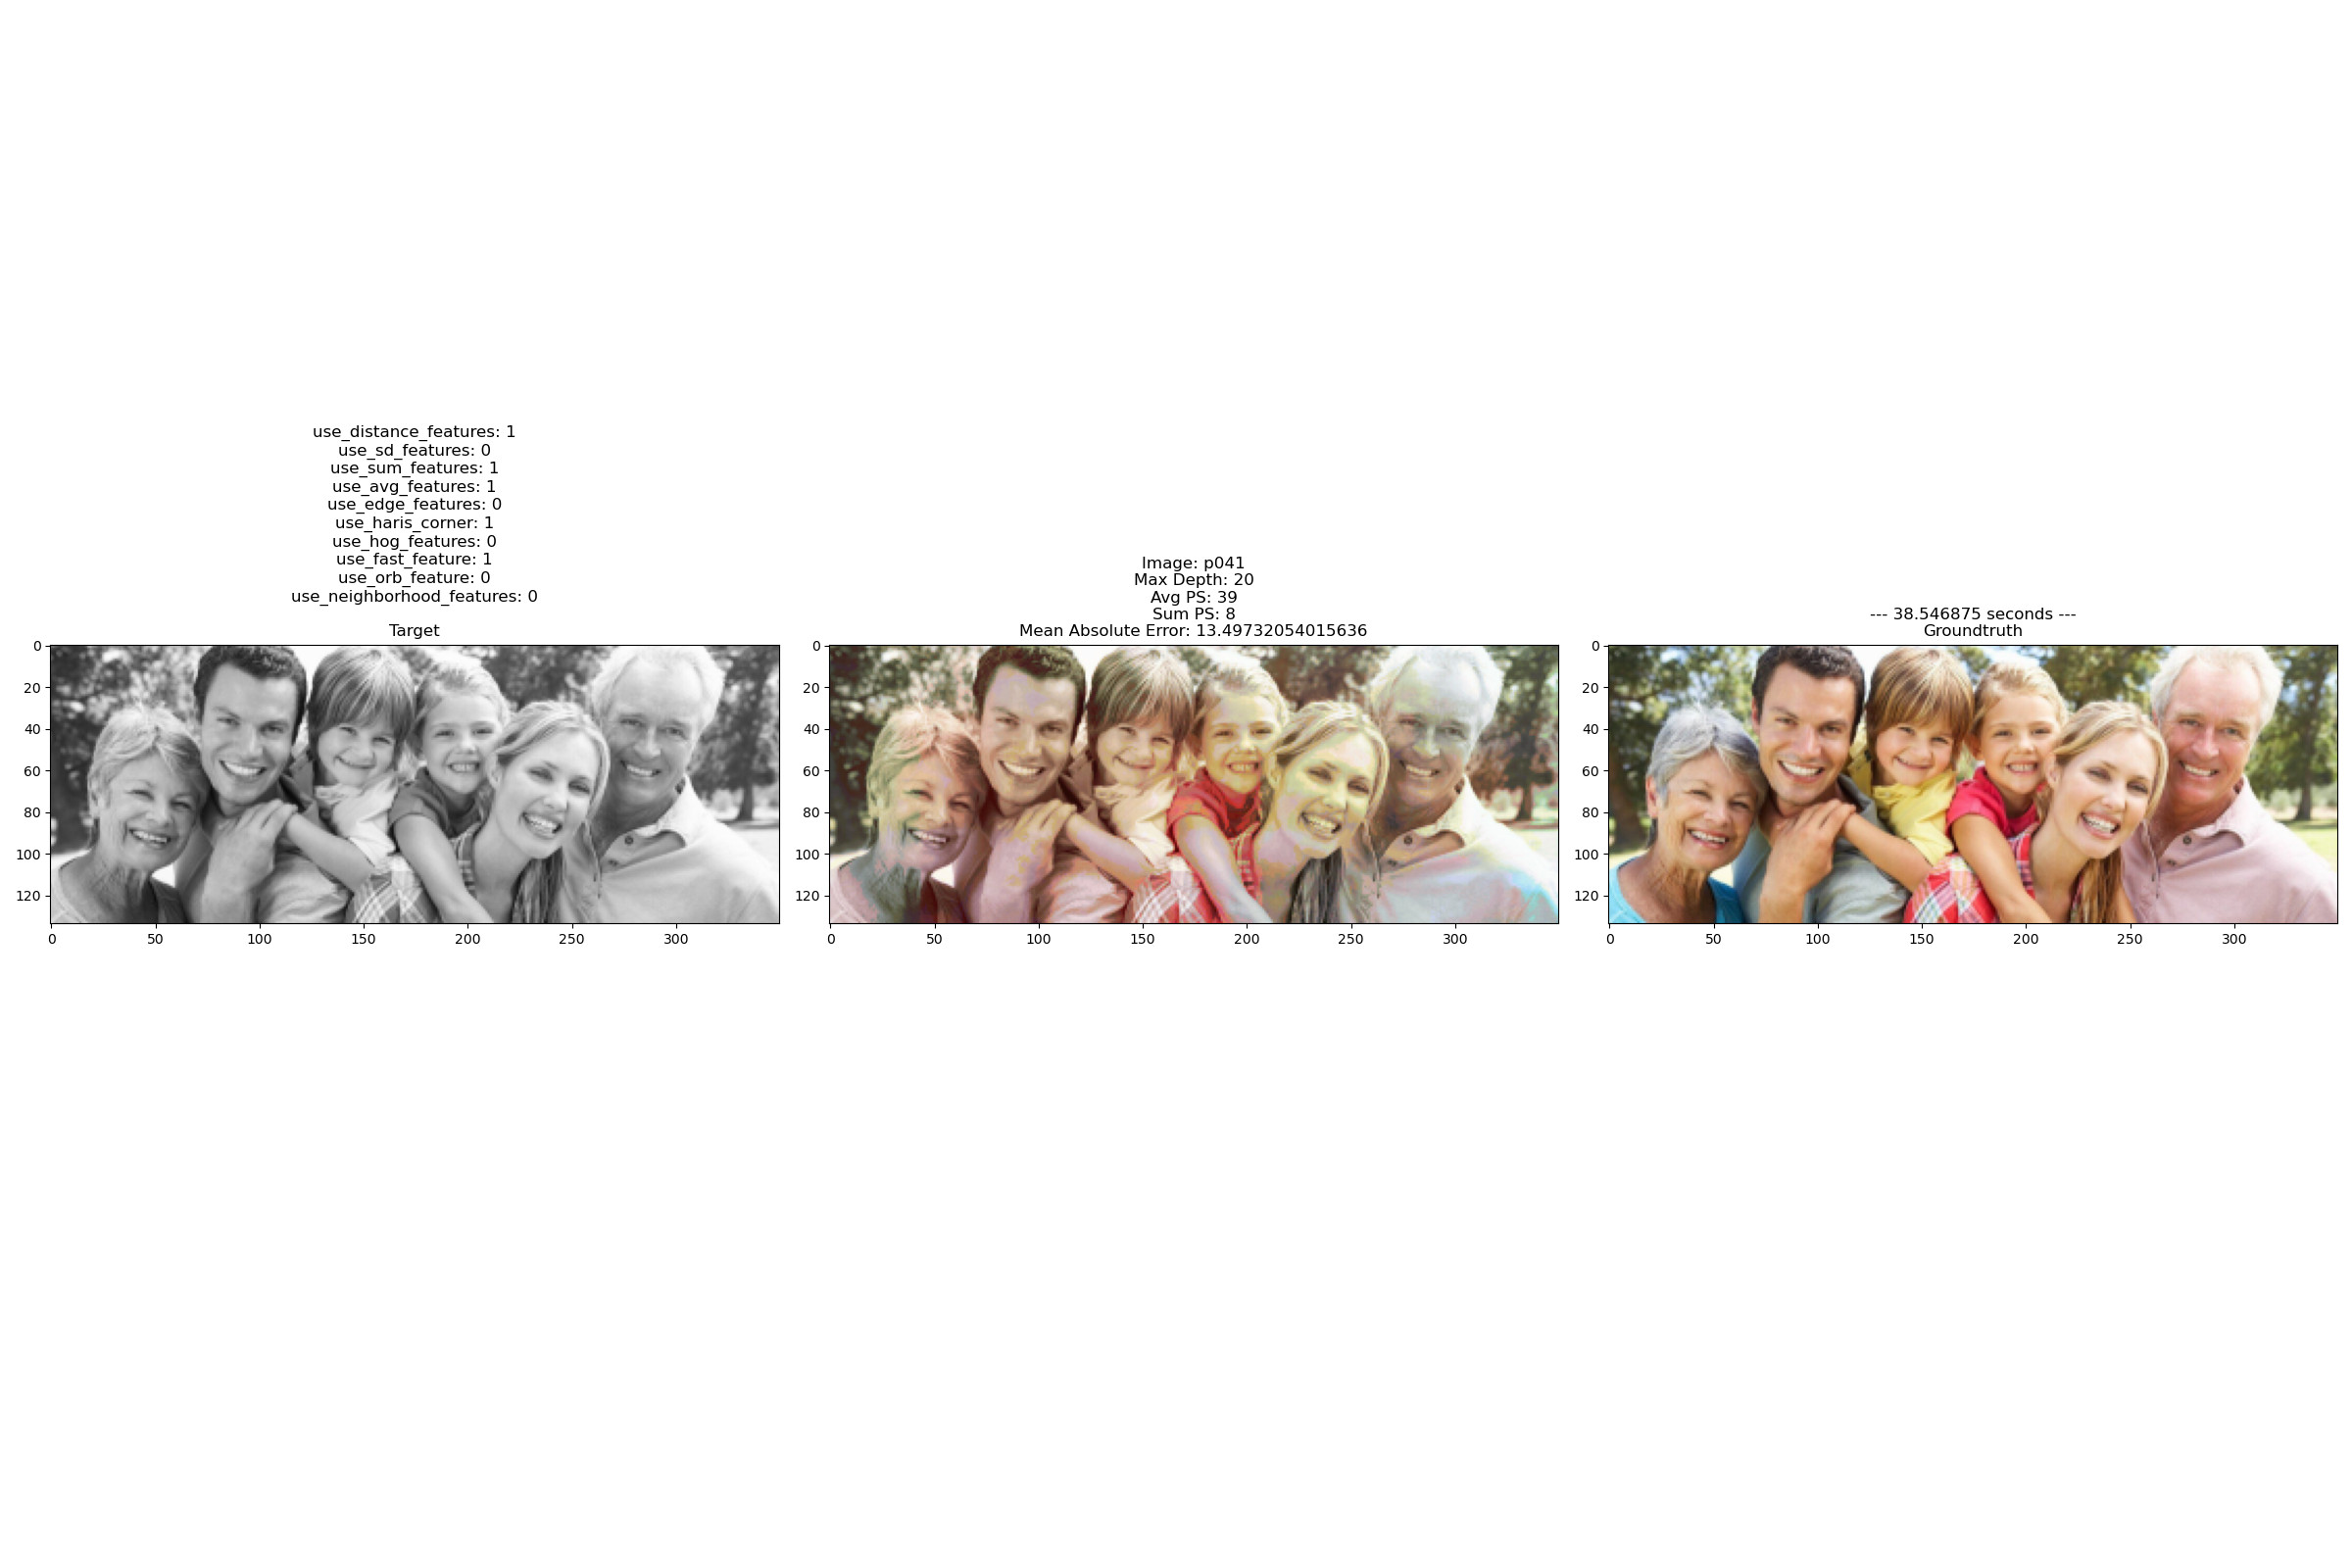 use_distance_features: 1
use_sd_features: 0
use_sum_features: 1
use_avg_features: 1
use_edge_features: 0
use_haris_corner: 1
use_hog_features: 0
use_fast_feature: 1
use_orb_feature: 0
use_neighborhood_features: 0
Target
0
20
40
60
80
100
120
0 50 100 150 200 250 300
Image: p041
Max Depth: 20
Avg PS: 39
Sum PS: 8
Mean Absolute Error: 13.49732054015636
0
20
40
60
80
100
120
0 50 100 150 200 250 300
--- 38.546875 seconds ---
Groundtruth
0
20
40
60
80
100
120
0 50 100 150 200 250 300